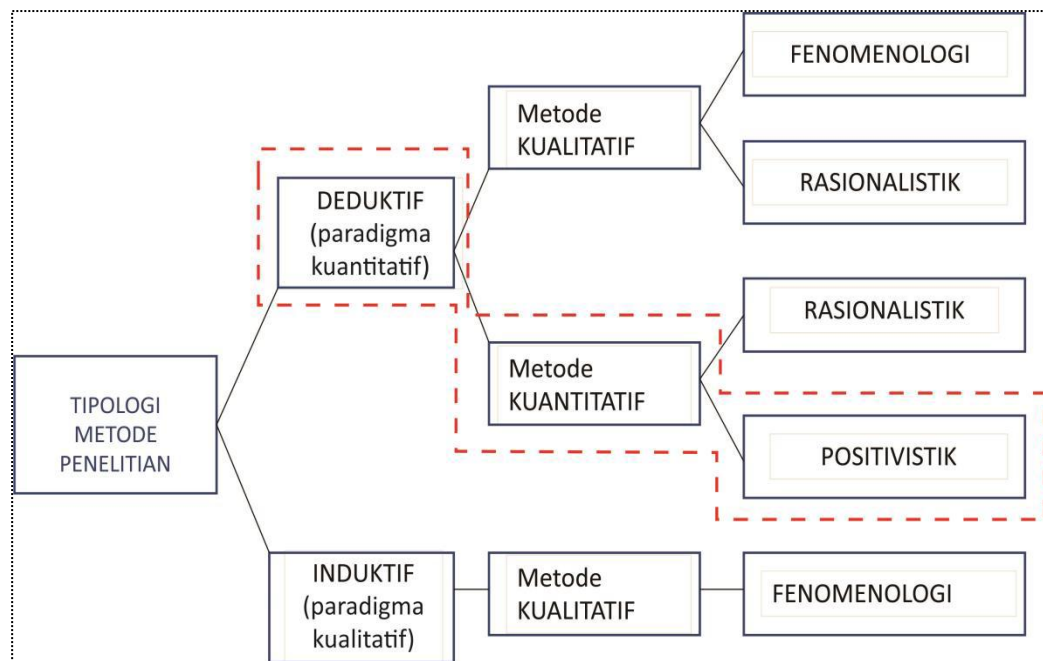 TIPOLOGI
METODE
PENELITIAN
DEDUKTIF
(paradigma
kuantitatif)
Metode
KUALITATIF
FENOMENOLOGI
RASIONALISTIK
Metode
KUANTITATIF
RASIONALISTIK
POSITIVISTIK
INDUKTIF
(paradigma
kualitatif)
Metode
KUALITATIF
FENOMENOLOGI